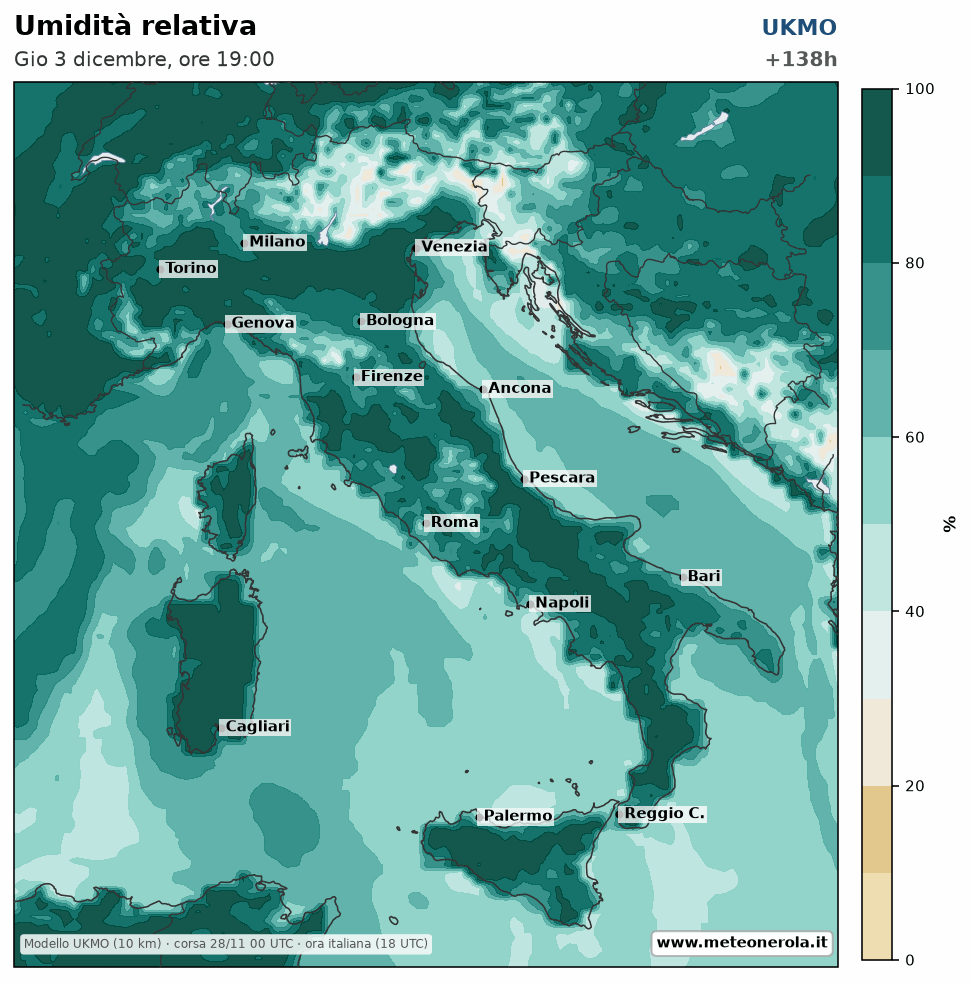 Umidità relativa
UKMO
Gio 3 dicembre, ore 19:00
+138h
100
80
60
40
20
0
%
Milano
Venezia
Torino
Genova
Bologna
Firenze
Ancona
Pescara
Roma
Bari
Napoli
Cagliari
Palermo
Reggio C.
Modello UKMO (10 km) · corsa 28/11 00 UTC · ora italiana (18 UTC)
www.meteonerola.it